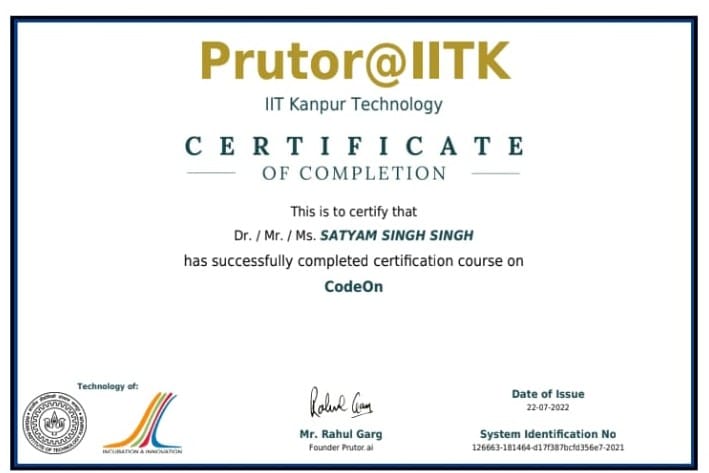 Prutor@IITK
IIT Kanpur Technology
CERTIFICATE
OF COMPLETION
This is to certify that
Dr. / Mr. / Ms. SATYAM SINGH SINGH
has successfully completed certification course on
CodeOn
Technology of:
INCUBATION & INNOVATION
Rahul Garg
Mr. Rahul Garg
Founder Prutor.ai
Date of Issue
22-07-2022
System Identification No
126663-181464-d17f387bcfd356e7-2021